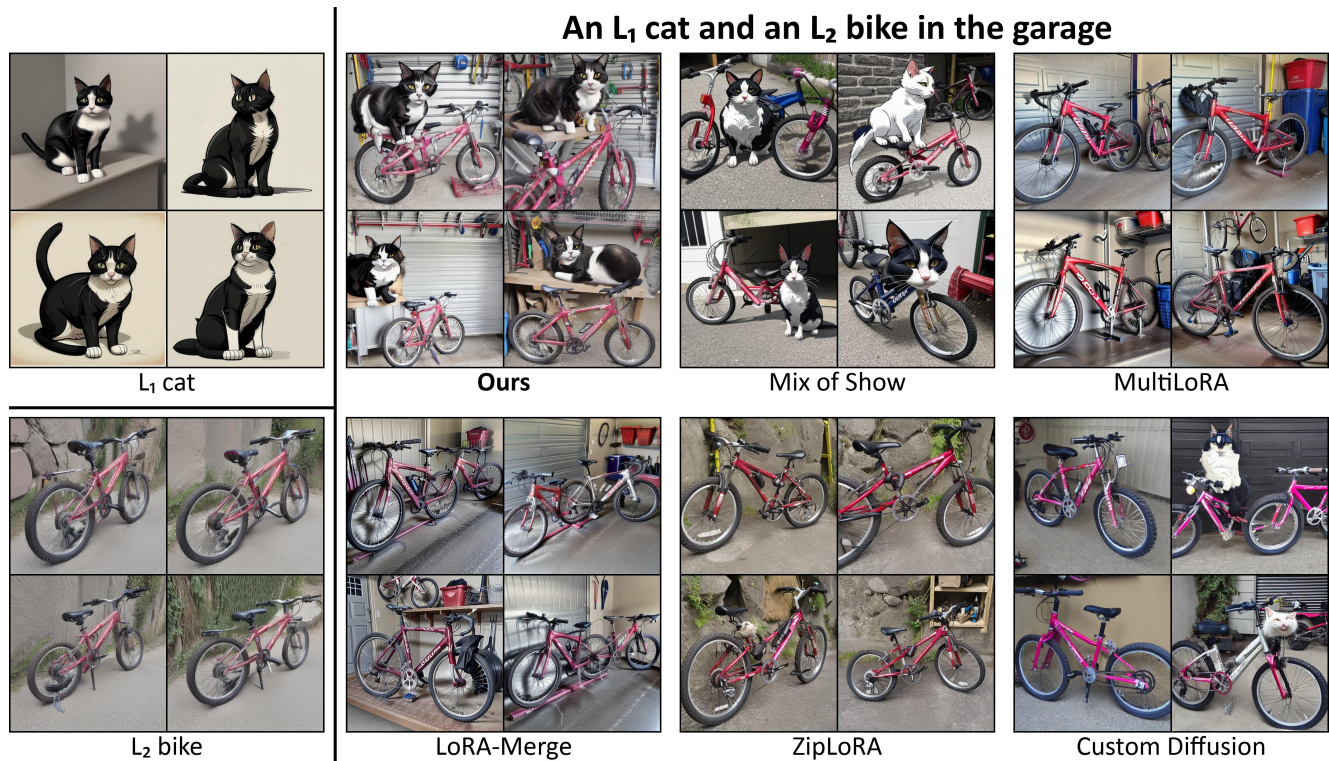 An L₁ cat and an L₂ bike in the garage
L₁ cat
Ours
Mix of Show
MultiLoRA
L₂ bike
LoRA-Merge
ZipLoRA
Custom Diffusion